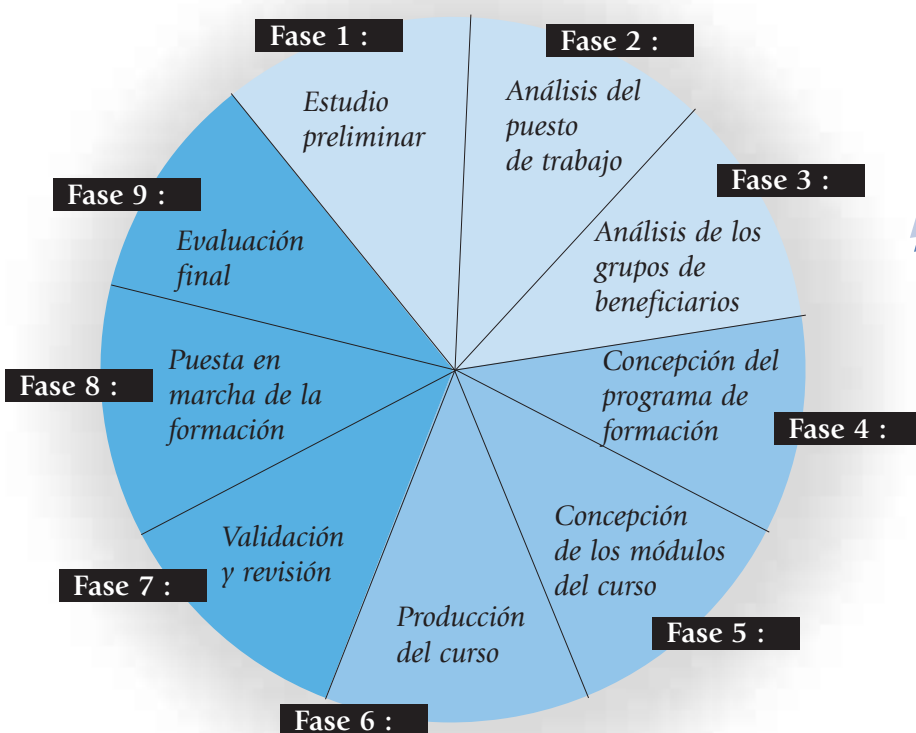 Fase 1 :
Estudio
preliminar
Fase 2 :
Análisis del
puesto
de trabajo
Fase 3 :
Análisis de los
grupos de
beneficiarios
Concepción del
programa de
formación
Fase 4 :
Concepción
de los módulos
del curso
Fase 5 :
Producción
del curso
Fase 6 :
Validación
y revisión
Fase 7 :
Puesta en
marcha de la
formación
Fase 8 :
Fase 9 :
Evaluación
final